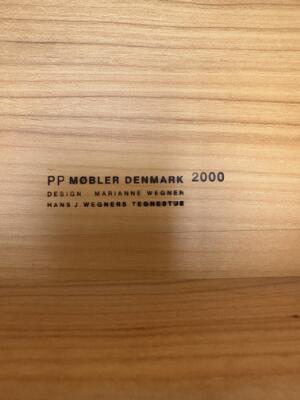 PP MØBLER DENMARK 2000
DESIGN : MARIANNE WEGNER
HANS J WEGNERS TEGNESTUE